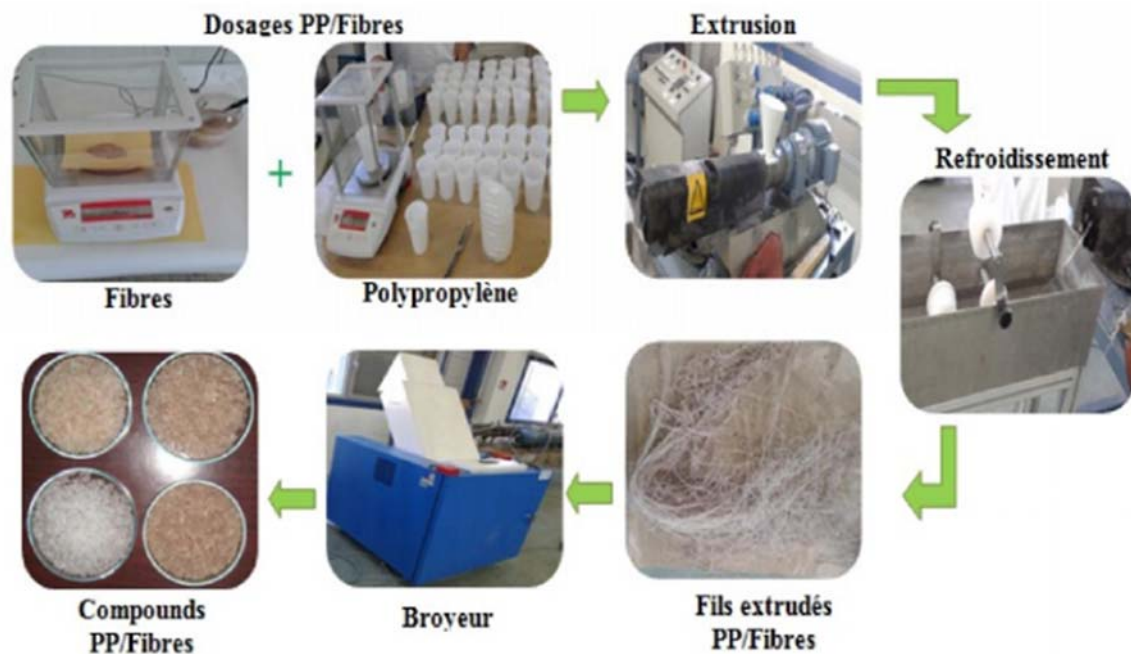 Dosages PP/Fibres
Extrusion
+
Refroidissement
Fibres
Polypropylène
Compounds
PP/Fibres
Broyeur
Fils extrudés
PP/Fibres